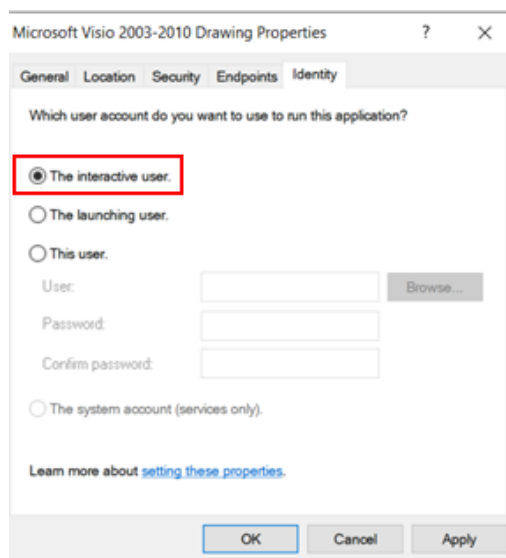 Microsoft Visio 2003-2010 Drawing Properties
General Location Security Endpoints Identity
Which user account do you want to use to run this application?
The interactive user.
The launching user.
This user.
User:
Browse...
Password:
Confirm password:
The system account (services only).
Learn more about setting these properties.
OK Cancel Apply